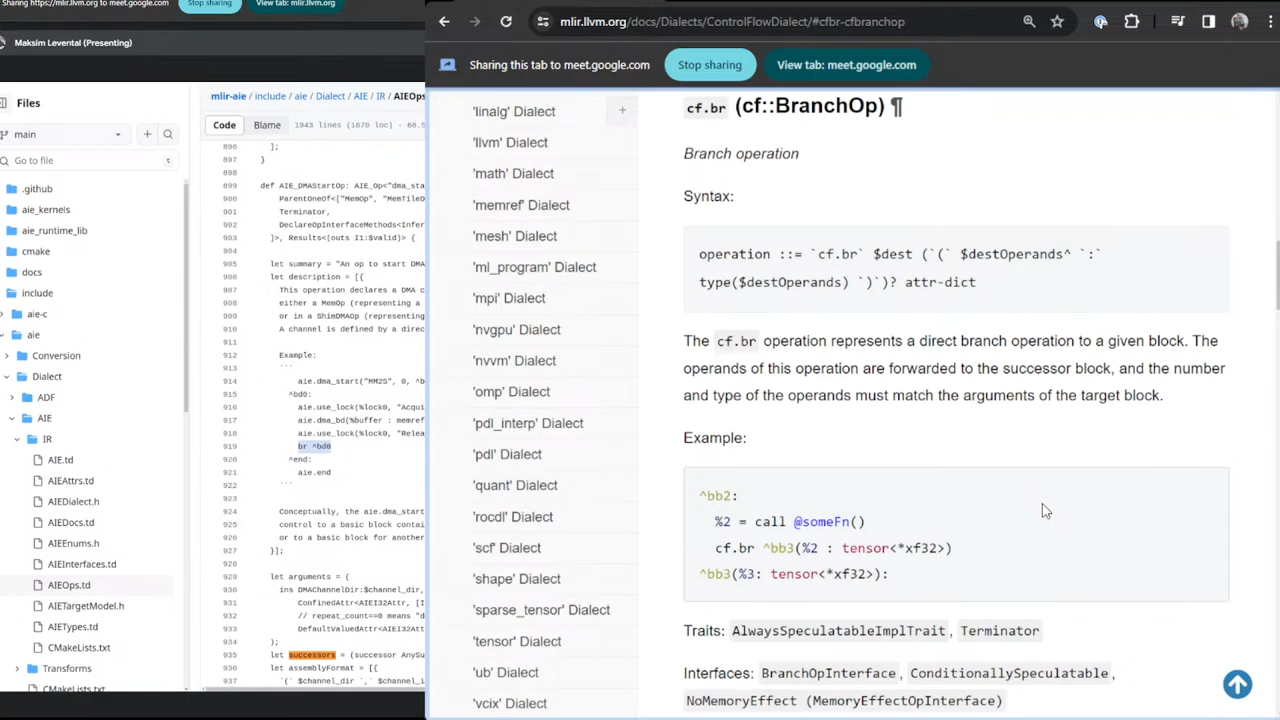 Sharing https://mlir.llvm.org to meet.google.com
Stop sharing
View tab: mlir.llvm.org
Maksim Levental (Presenting)
Files
main
Go to file
t
.github
aie_kernels
aie_runtime_lib
cmake
docs
include
aie-c
aie
Conversion
Dialect
ADF
AIE
IR
AIE.td
AIEAttrs.td
AIEDialect.h
AIEDocs.td
AIEEnums.h
AIEInterfaces.td
AIEOps.td
AIETargetModel.h
AIETypes.td
CMakeLists.txt
Transforms
CMakeLists.txt
mlir-aie / include / aie / Dialect / AIE / IR / AIEOps
Code
Blame
1943 lines (1670 loc) · 68.5
896 ];
897 }
898
899 def AIE_DMAStartOp: AIE_Op<"dma_sta
900 ParentOneOf<["MemOp", "MemTileO
901 Terminator,
902 DeclareOpInterfaceMethods<Infer
903 ]>, Results<(outs I1:$valid)> {
904
905 let summary = "An op to start DMA
906 let description = [{
907 This operation declares a DMA c
908 either a MemOp (representing a
909 or in a ShimDMAOp (representing
910 A channel is defined by a direc
911
912 Example:
913 ```
914 aie.dma_start("MM2S", 0, ^b
915 ^bd0:
916 aie.use_lock(%lock0, "Acqui
917 aie.dma_bd(%buffer : memref
918 aie.use_lock(%lock0, "Relea
919 br ^bd0
920 ^end:
921 aie.end
922 ```
923
924 Conceptually, the aie.dma_start
925 control to a basic block contai
926 or to a basic block for another
927 }];
928
929 let arguments = (
930 ins DMAChannelDir:$channel_dir,
931 ConfinedAttr<AIEI32Attr, [I
932 // repeat_count==0 means "d
933 DefaultValuedAttr<AIEI32Att
934 );
935 let successors = (successor AnySu
936 let assemblyFormat = [{
937 `(` $channel_dir `,` $channel_i
mlir.llvm.org/docs/Dialects/ControlFlowDialect/#cfbr-cfbranchop
Sharing this tab to meet.google.com
Stop sharing
View tab: meet.google.com
'linalg' Dialect
+
'llvm' Dialect
'math' Dialect
'memref' Dialect
'mesh' Dialect
'ml_program' Dialect
'mpi' Dialect
'nvgpu' Dialect
'nvvm' Dialect
'omp' Dialect
'pdl_interp' Dialect
'pdl' Dialect
'quant' Dialect
'rocdl' Dialect
'scf' Dialect
'shape' Dialect
'sparse_tensor' Dialect
'tensor' Dialect
'ub' Dialect
'vcix' Dialect
cf.br (cf::BranchOp) ¶
Branch operation
Syntax:
operation ::= `cf.br` $dest (`(` $destOperands^ `:`
type($destOperands) `)`)? attr-dict
The cf.br operation represents a direct branch operation to a given block. The
operands of this operation are forwarded to the successor block, and the number
and type of the operands must match the arguments of the target block.
Example:
^bb2:
%2 = call @someFn()
cf.br ^bb3(%2 : tensor<*xf32>)
^bb3(%3: tensor<*xf32>):
Traits: AlwaysSpeculatableImplTrait, Terminator
Interfaces: BranchOpInterface, ConditionallySpeculatable,
NoMemoryEffect (MemoryEffectOpInterface)